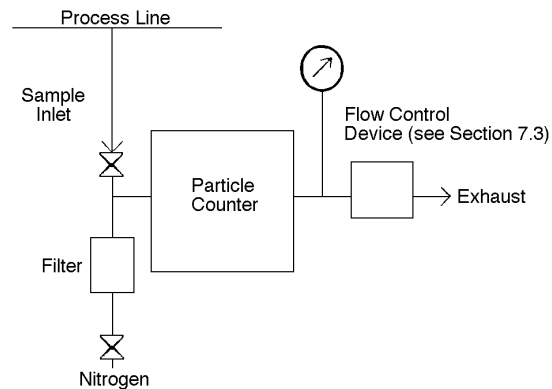 Process Line
Sample
Inlet
Flow Control
Device (see Section 7.3)
Particle
Counter
Exhaust
Filter
Nitrogen